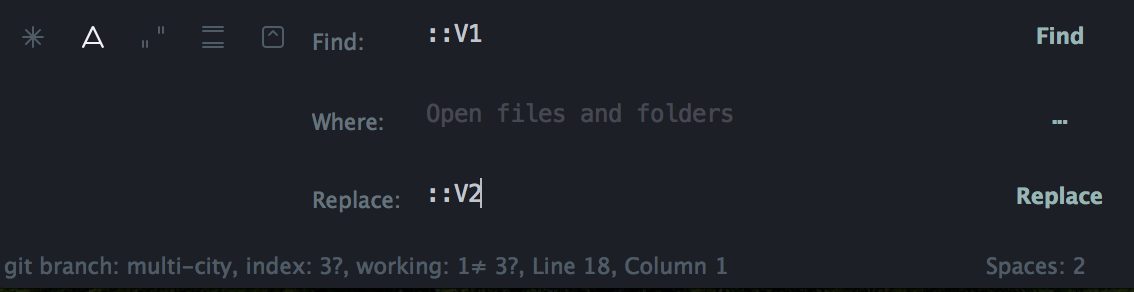 Find: ::V1 Find
Where: Open files and folders ...
Replace: ::V2 Replace
git branch: multi-city, index: 3?, working: 1≠ 3?, Line 18, Column 1 Spaces: 2